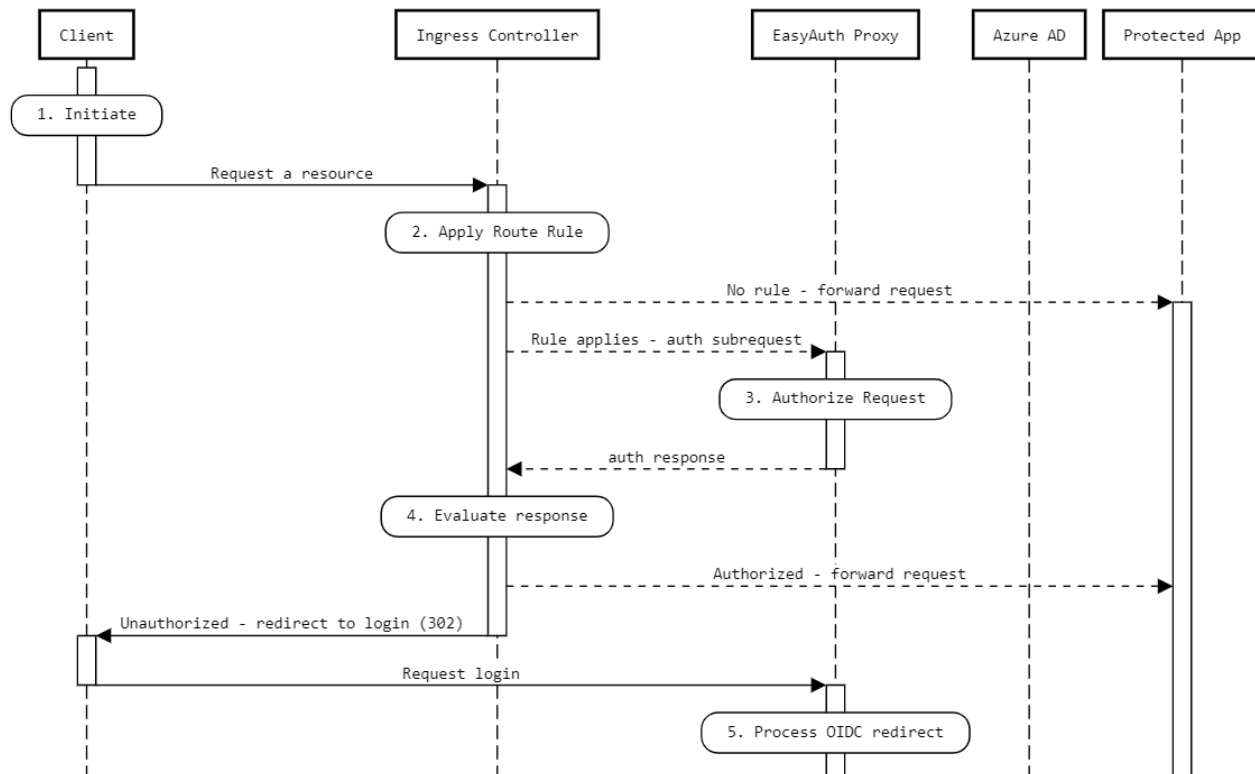 Client
Ingress Controller
EasyAuth Proxy
Azure AD
Protected App
1. Initiate
Request a resource
2. Apply Route Rule
No rule - forward request
Rule applies - auth subrequest
3. Authorize Request
auth response
4. Evaluate response
Authorized - forward request
Unauthorized - redirect to login (302)
Request login
5. Process OIDC redirect